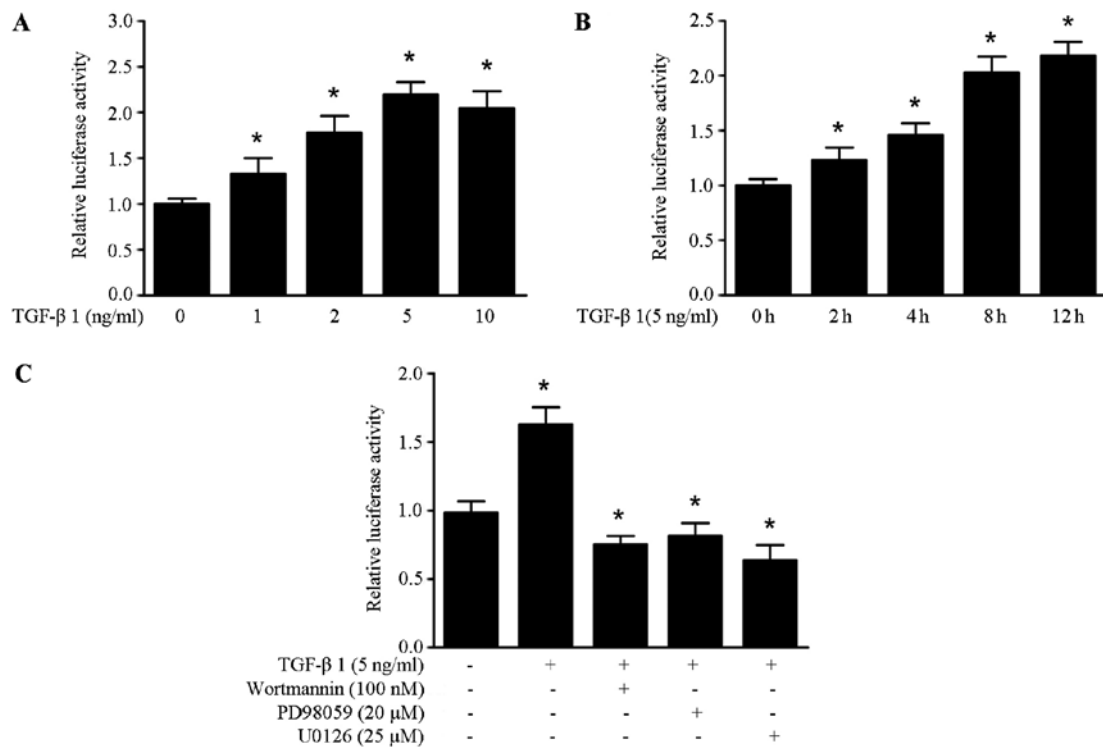 A
Relative luciferase activity
3.0
2.5
2.0
1.5
1.0
0.5
0.0
* * * *
TGF-β 1 (ng/ml) 0 1 2 5 10
B
Relative luciferase activity
2.5
2.0
1.5
1.0
0.5
0.0
* * * *
TGF-β 1(5 ng/ml) 0 h 2 h 4 h 8 h 12 h
C
Relative luciferase activity
2.0
1.5
1.0
0.5
0.0
* * * *
TGF-β 1 (5 ng/ml) - + + + +
Wortmannin (100 nM) - - + - -
PD98059 (20 μM) - - - + -
U0126 (25 μM) - - - - +